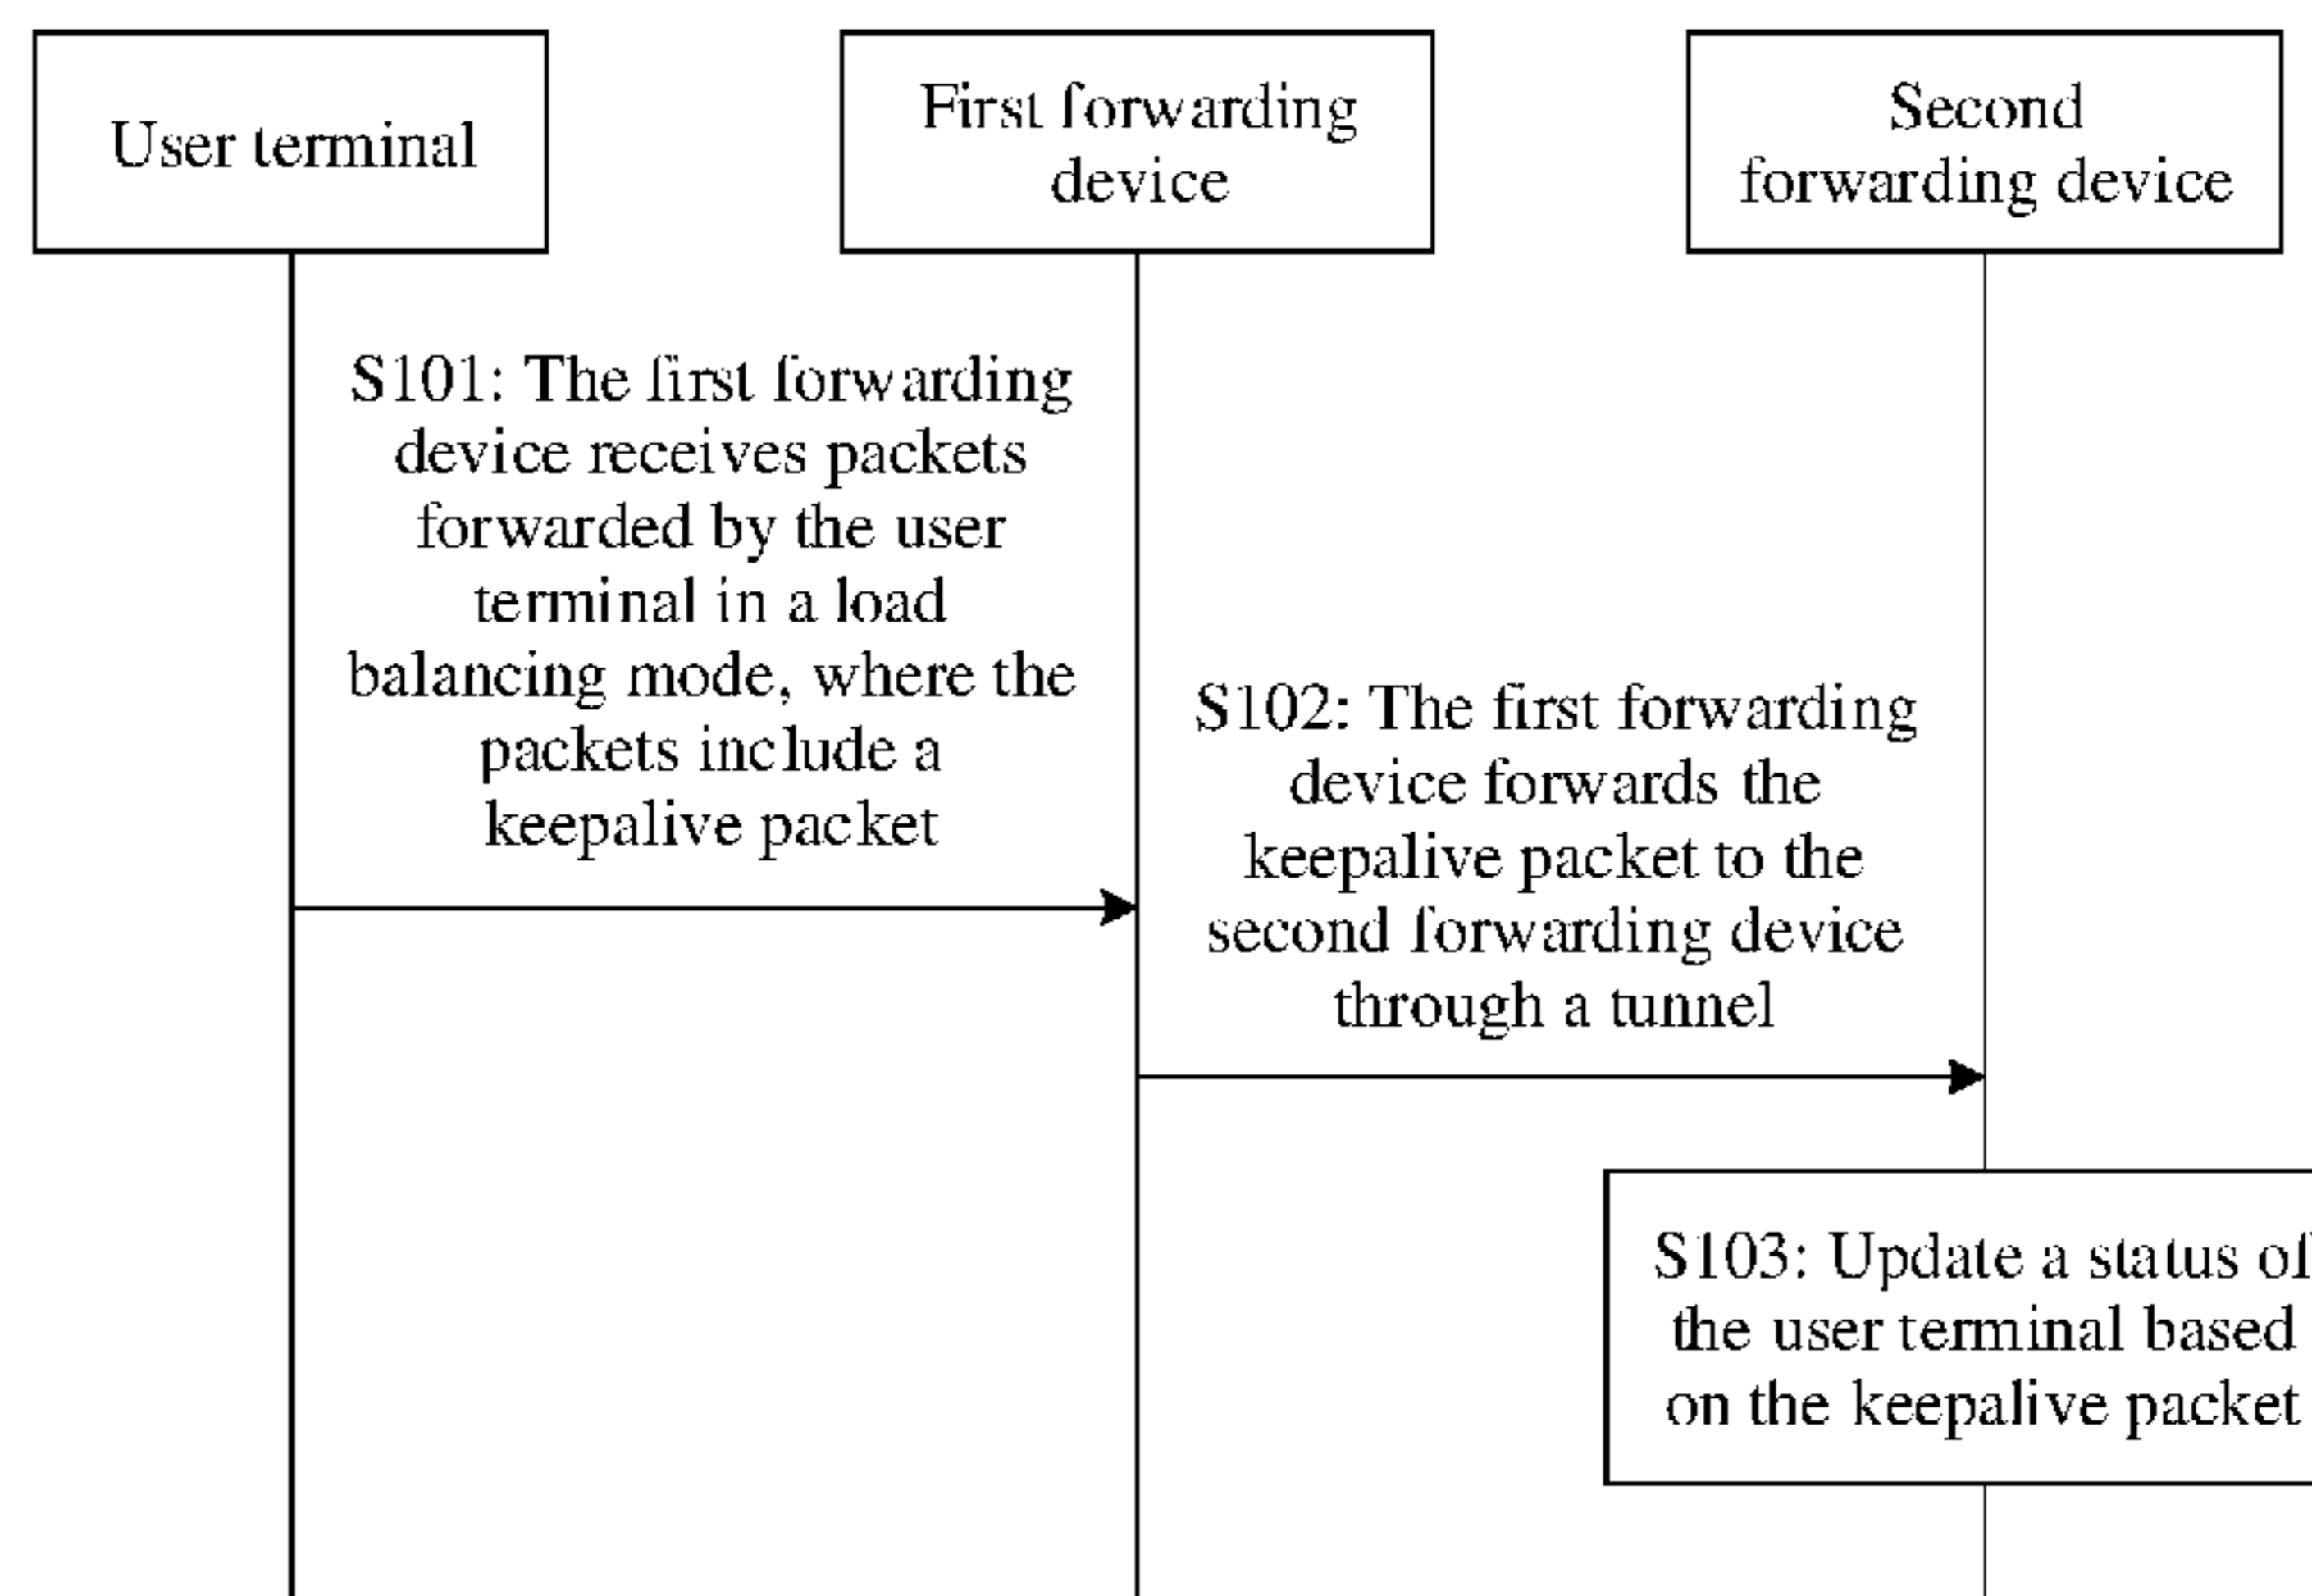 User terminal
First forwarding
device
Second
forwarding device
S101: The first forwarding
device receives packets
forwarded by the user
terminal in a load
balancing mode, where the
packets include a
keepalive packet
S102: The first forwarding
device forwards the
keepalive packet to the
second forwarding device
through a tunnel
S103: Update a status of
the user terminal based
on the keepalive packet